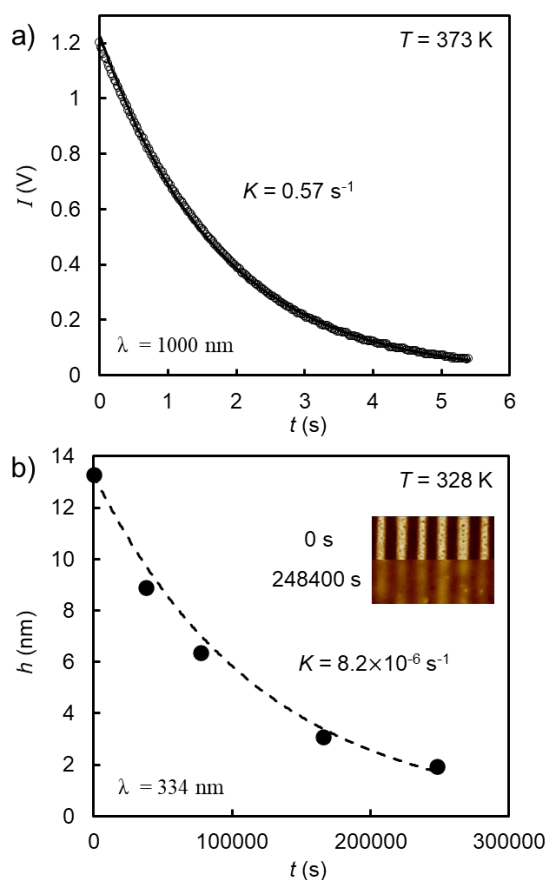 a)
1.2
1
0.8
0.6
0.4
0.2
0
I (V)
T = 373 K
K = 0.57 s⁻¹
λ = 1000 nm
0 1 2 3 4 5 6
t (s)
b)
14
12
10
8
6
4
2
0
h (nm)
T = 328 K
0 s
248400 s
K = 8.2×10⁻⁶ s⁻¹
λ = 334 nm
0 100000 200000 300000
t (s)